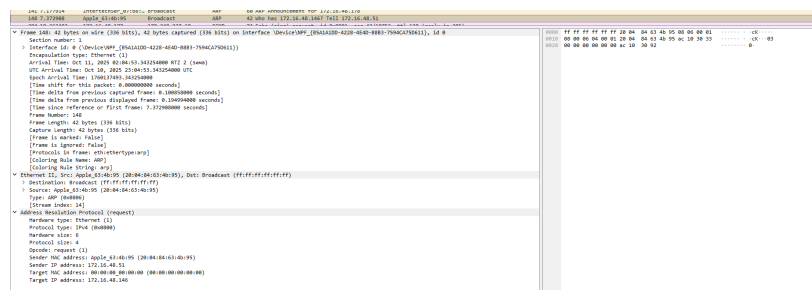 148 7.372908 Apple_63:4b:95 Broadcast ARP 42 Who has 172.16.48.146? Tell 172.16.48.51
Frame 148: 42 bytes on wire (336 bits), 42 bytes captured (336 bits) on interface \Device\NPF_{B5A1A1DD-4228-4E4D-B8B3-7594CA75D611}, id 0
Section number: 1
Interface id: 0 (\Device\NPF_{B5A1A1DD-4228-4E4D-B8B3-7594CA75D611})
Encapsulation type: Ethernet (1)
Arrival Time: Oct 11, 2025 02:04:53.343254000 RTZ 2 (зима)
UTC Arrival Time: Oct 10, 2025 23:04:53.343254000 UTC
Epoch Arrival Time: 1760137493.343254000
[Time shift for this packet: 0.000000000 seconds]
[Time delta from previous captured frame: 0.100858000 seconds]
[Time delta from previous displayed frame: 0.194994000 seconds]
[Time since reference or first frame: 7.372908000 seconds]
Frame Number: 148
Frame Length: 42 bytes (336 bits)
Capture Length: 42 bytes (336 bits)
[Frame is marked: False]
[Frame is ignored: False]
[Protocols in frame: eth:ethertype:arp]
[Coloring Rule Name: ARP]
[Coloring Rule String: arp]
Ethernet II, Src: Apple_63:4b:95 (20:04:84:63:4b:95), Dst: Broadcast (ff:ff:ff:ff:ff:ff)
Destination: Broadcast (ff:ff:ff:ff:ff:ff)
Source: Apple_63:4b:95 (20:04:84:63:4b:95)
Type: ARP (0x0806)
[Stream index: 14]
Address Resolution Protocol (request)
Hardware type: Ethernet (1)
Protocol type: IPv4 (0x0800)
Hardware size: 6
Protocol size: 4
Opcode: request (1)
Sender MAC address: Apple_63:4b:95 (20:04:84:63:4b:95)
Sender IP address: 172.16.48.51
Target MAC address: 00:00:00_00:00:00 (00:00:00:00:00:00)
Target IP address: 172.16.48.146
0000 ff ff ff ff ff ff 20 04 84 63 4b 95 08 06 00 01 ······ · ·cK·····
0010 08 00 06 04 00 01 20 04 84 63 4b 95 ac 10 30 33 ······ · ·cK···03
0020 00 00 00 00 00 00 ac 10 30 92 ········ 0·